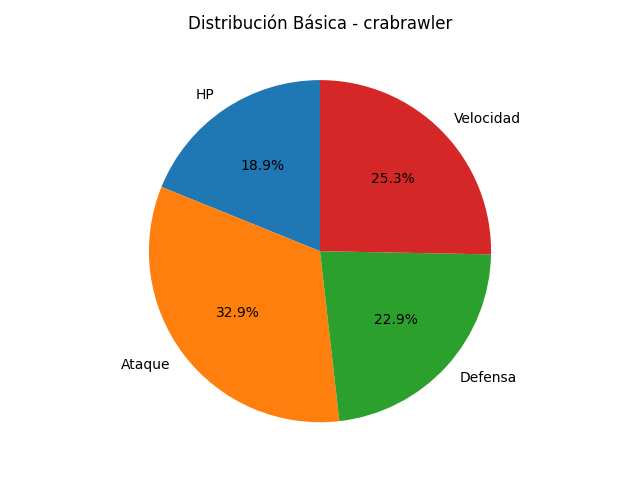 Distribución Básica - crabrawler
HP
Velocidad
18.9%
25.3%
32.9%
22.9%
Ataque
Defensa